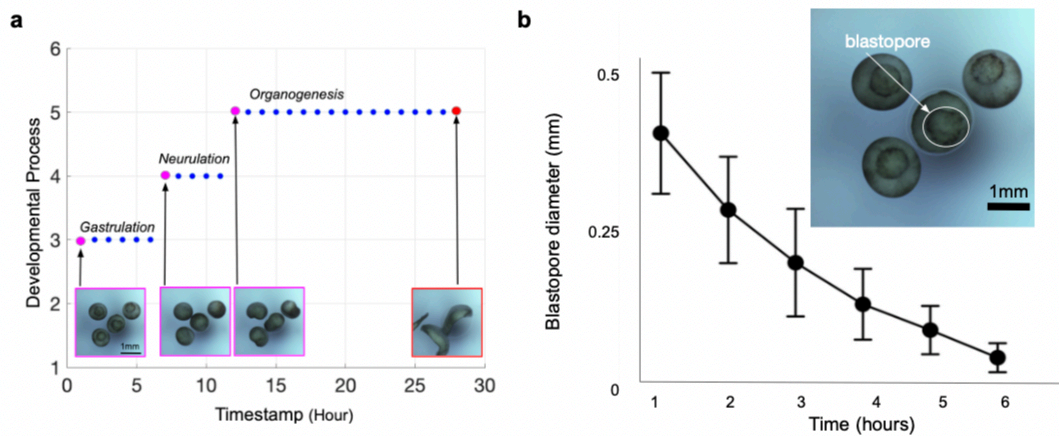 a
6
5
4
3
2
1
Developmental Process
Organogenesis
Neurulation
Gastrulation
1mm
0 5 10 15 20 25 30
Timestamp (Hour)
b
blastopore
1mm
0.5
0.25
0
Blastopore diameter (mm)
1 2 3 4 5 6
Time (hours)